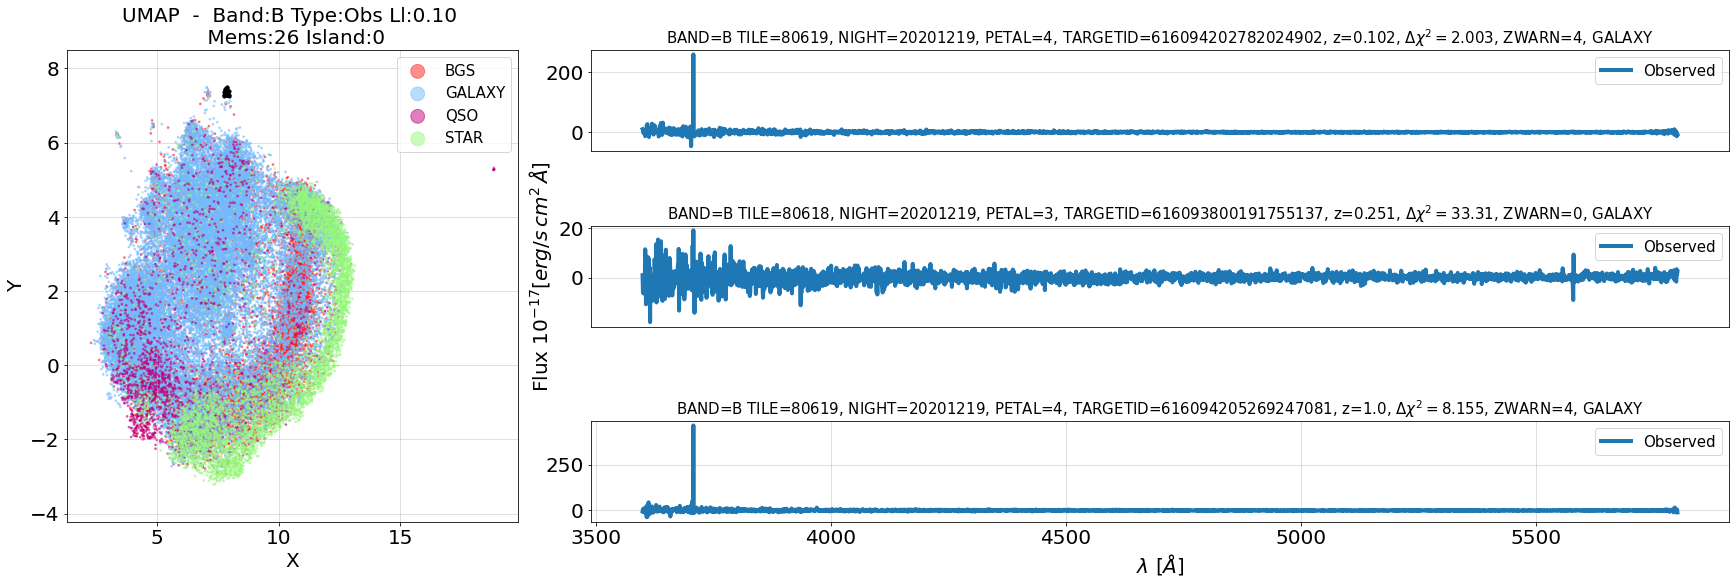 UMAP  -  Band:B Type:Obs Ll:0.10
Mems:26 Island:0
8
6
4
2
0
−2
−4
Y
5
10
15
X
BGS
GALAXY
QSO
STAR
Flux 10⁻¹⁷[erg/s cm² Å]
BAND=B TILE=80619, NIGHT=20201219, PETAL=4, TARGETID=616094202782024902, z=0.102, Δχ² = 2.003, ZWARN=4, GALAXY
200
0
Observed
BAND=B TILE=80618, NIGHT=20201219, PETAL=3, TARGETID=616093800191755137, z=0.251, Δχ² = 33.31, ZWARN=0, GALAXY
20
0
Observed
BAND=B TILE=80619, NIGHT=20201219, PETAL=4, TARGETID=616094205269247081, z=1.0, Δχ² = 8.155, ZWARN=4, GALAXY
250
0
Observed
3500
4000
4500
5000
5500
λ [Å]